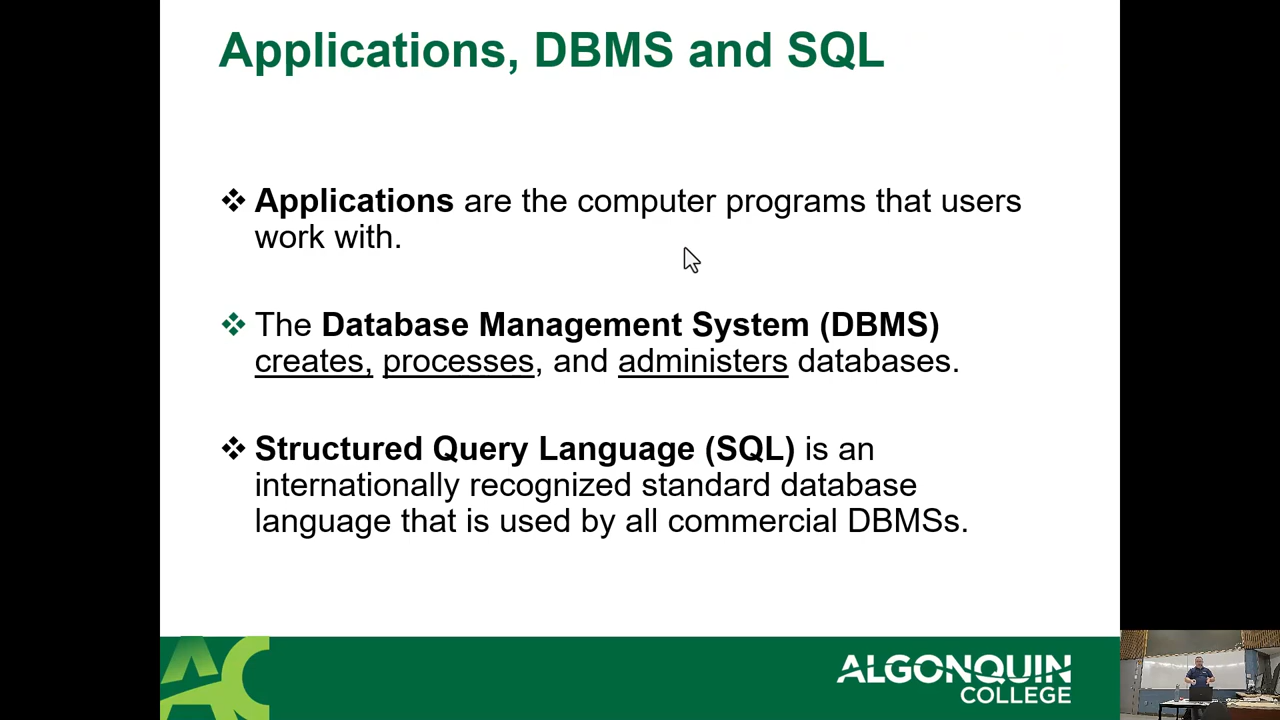 Applications, DBMS and SQL
❖ Applications are the computer programs that users
work with.
❖ The Database Management System (DBMS)
creates, processes, and administers databases.
❖ Structured Query Language (SQL) is an
internationally recognized standard database
language that is used by all commercial DBMSs.
AC
ALGONQUIN
COLLEGE